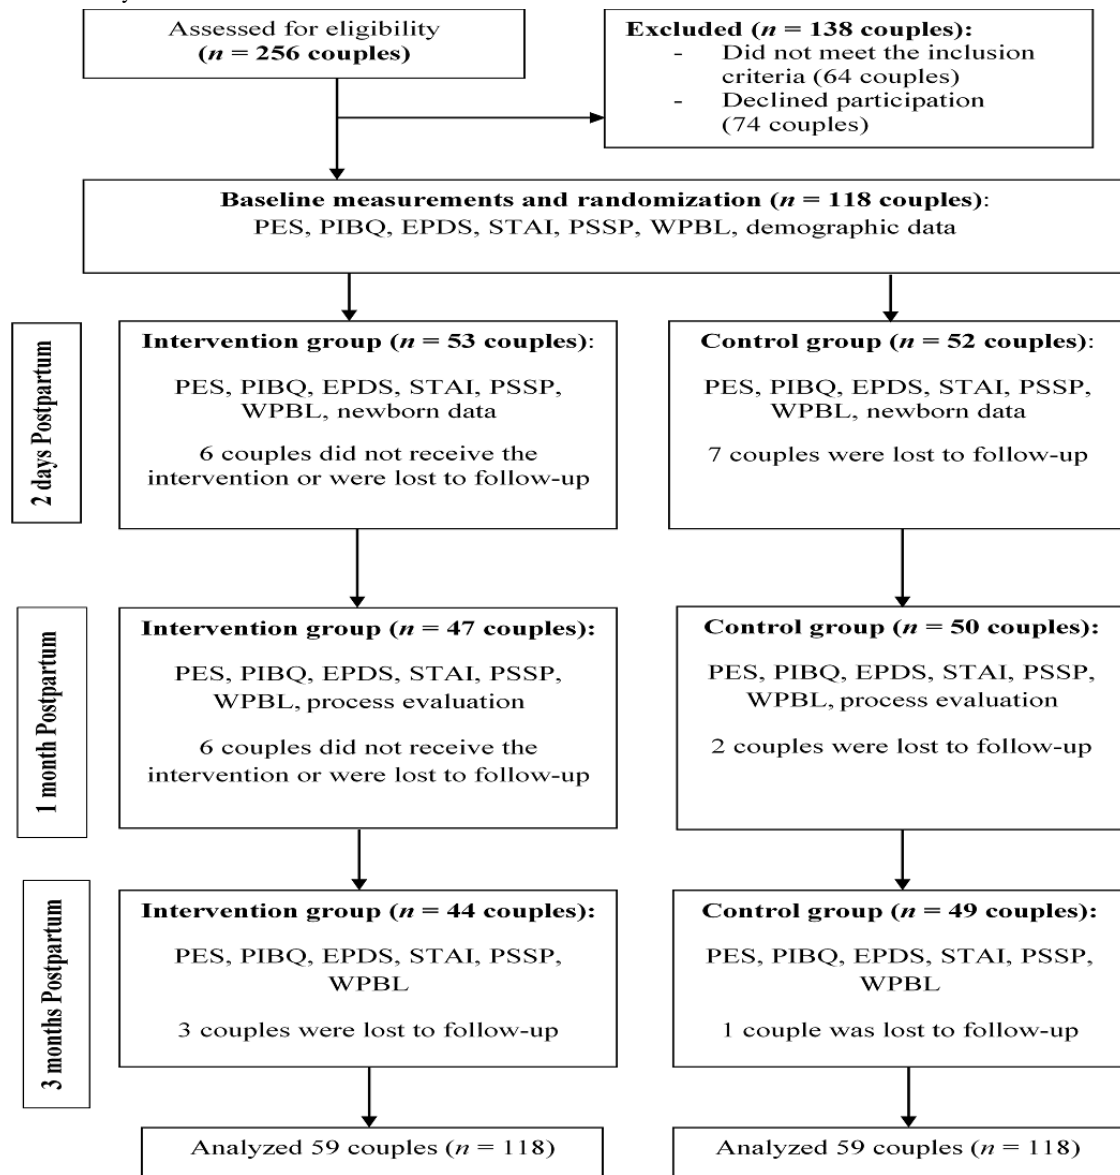 Assessed for eligibility
(n = 256 couples)
Excluded (n = 138 couples):
- Did not meet the inclusion
criteria (64 couples)
- Declined participation
(74 couples)
Baseline measurements and randomization (n = 118 couples):
PES, PIBQ, EPDS, STAI, PSSP, WPBL, demographic data
2 days Postpartum
Intervention group (n = 53 couples):
PES, PIBQ, EPDS, STAI, PSSP,
WPBL, newborn data
6 couples did not receive the
intervention or were lost to follow-up
Control group (n = 52 couples):
PES, PIBQ, EPDS, STAI, PSSP,
WPBL, newborn data
7 couples were lost to follow-up
1 month Postpartum
Intervention group (n = 47 couples):
PES, PIBQ, EPDS, STAI, PSSP,
WPBL, process evaluation
6 couples did not receive the
intervention or were lost to follow-up
Control group (n = 50 couples):
PES, PIBQ, EPDS, STAI, PSSP,
WPBL, process evaluation
2 couples were lost to follow-up
3 months Postpartum
Intervention group (n = 44 couples):
PES, PIBQ, EPDS, STAI, PSSP,
WPBL
3 couples were lost to follow-up
Control group (n = 49 couples):
PES, PIBQ, EPDS, STAI, PSSP,
WPBL
1 couple was lost to follow-up
Analyzed 59 couples (n = 118)
Analyzed 59 couples (n = 118)